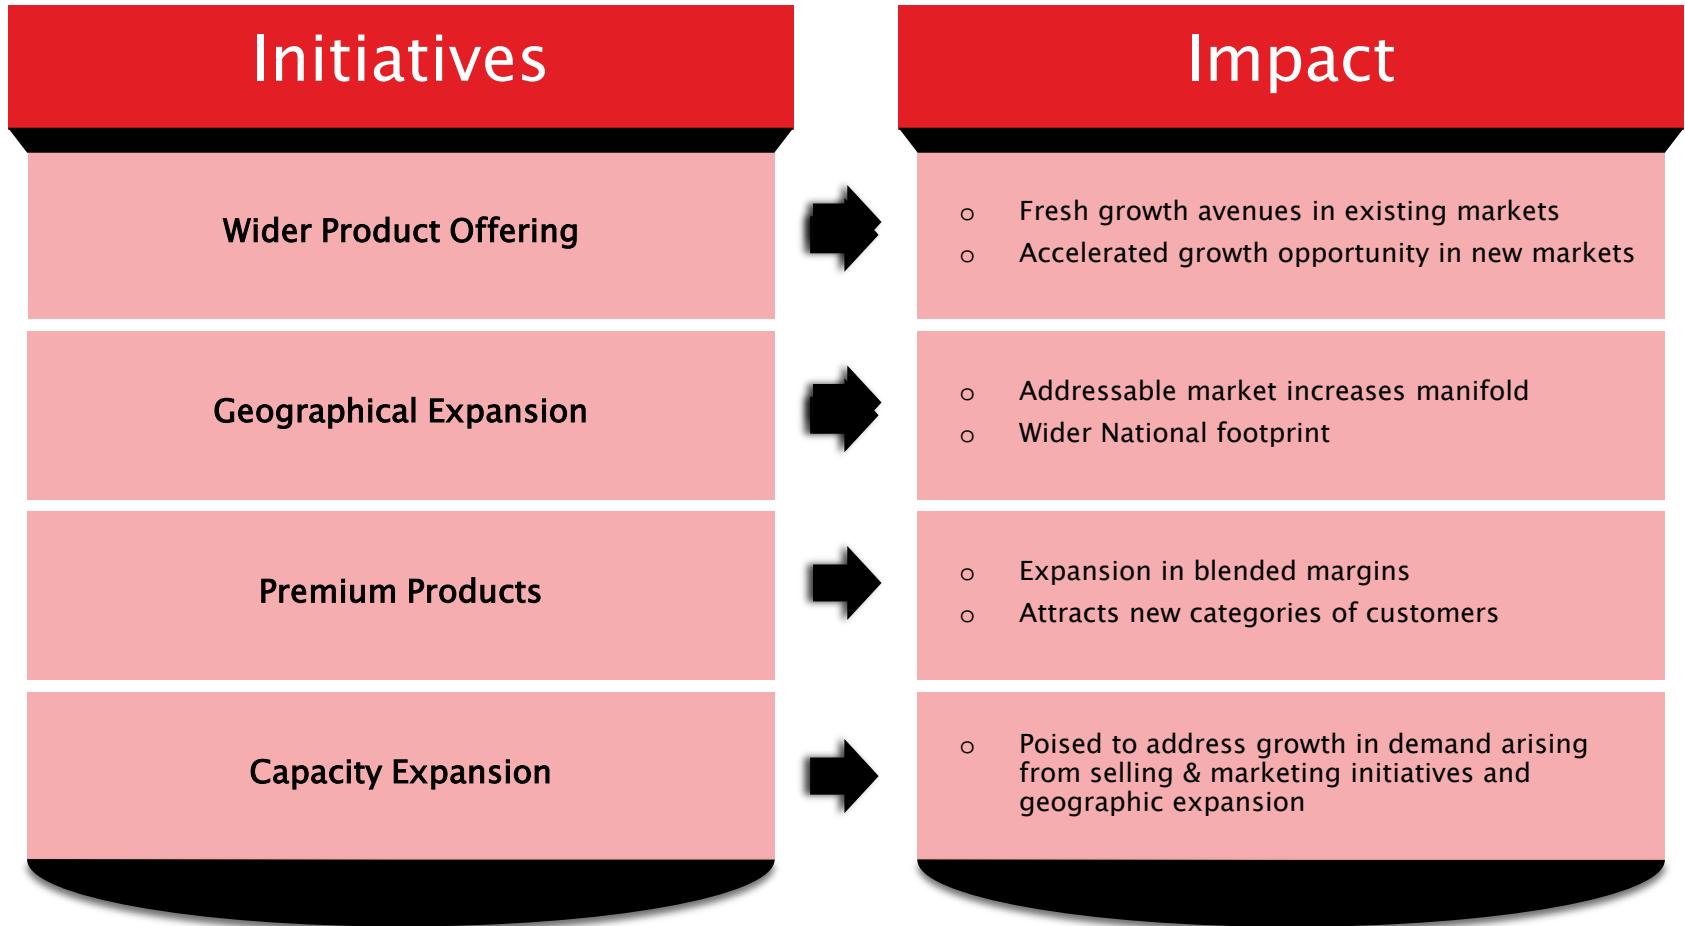 Initiatives
Impact
Wider Product Offering
o Fresh growth avenues in existing markets
o Accelerated growth opportunity in new markets
Geographical Expansion
o Addressable market increases manifold
o Wider National footprint
Premium Products
o Expansion in blended margins
o Attracts new categories of customers
Capacity Expansion
o Poised to address growth in demand arising
from selling & marketing initiatives and
geographic expansion